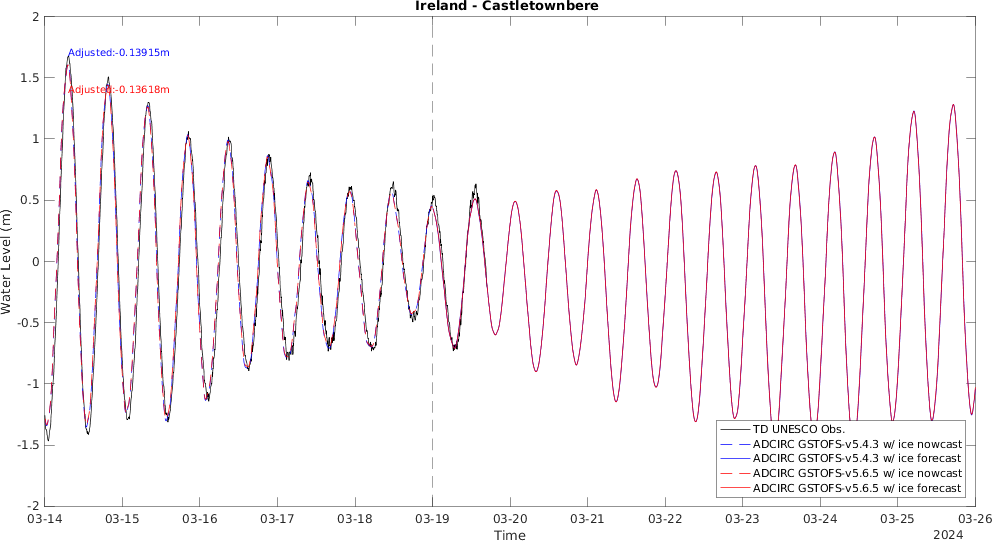 Ireland - Castletownbere
2
1.5
1
0.5
0
-0.5
-1
-1.5
-2
Water Level (m)
Adjusted:-0.13915m
Adjusted:-0.13618m
TD UNESCO Obs.
ADCIRC GSTOFS-v5.4.3 w/ ice nowcast
ADCIRC GSTOFS-v5.4.3 w/ ice forecast
ADCIRC GSTOFS-v5.6.5 w/ ice nowcast
ADCIRC GSTOFS-v5.6.5 w/ ice forecast
03-14 03-15 03-16 03-17 03-18 03-19 03-20 03-21 03-22 03-23 03-24 03-25 03-26
Time
2024